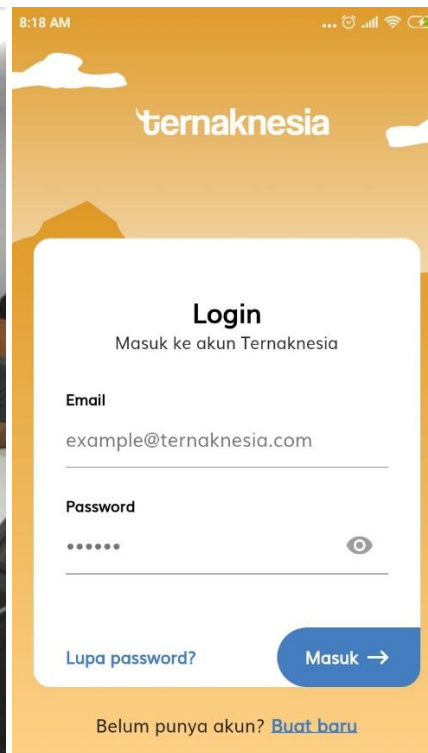 8:18 AM
ternaknesia
Login
Masuk ke akun Ternaknesia
Email
example@ternaknesia.com
Password
••••••
Lupa password?
Masuk →
Belum punya akun? Buat baru